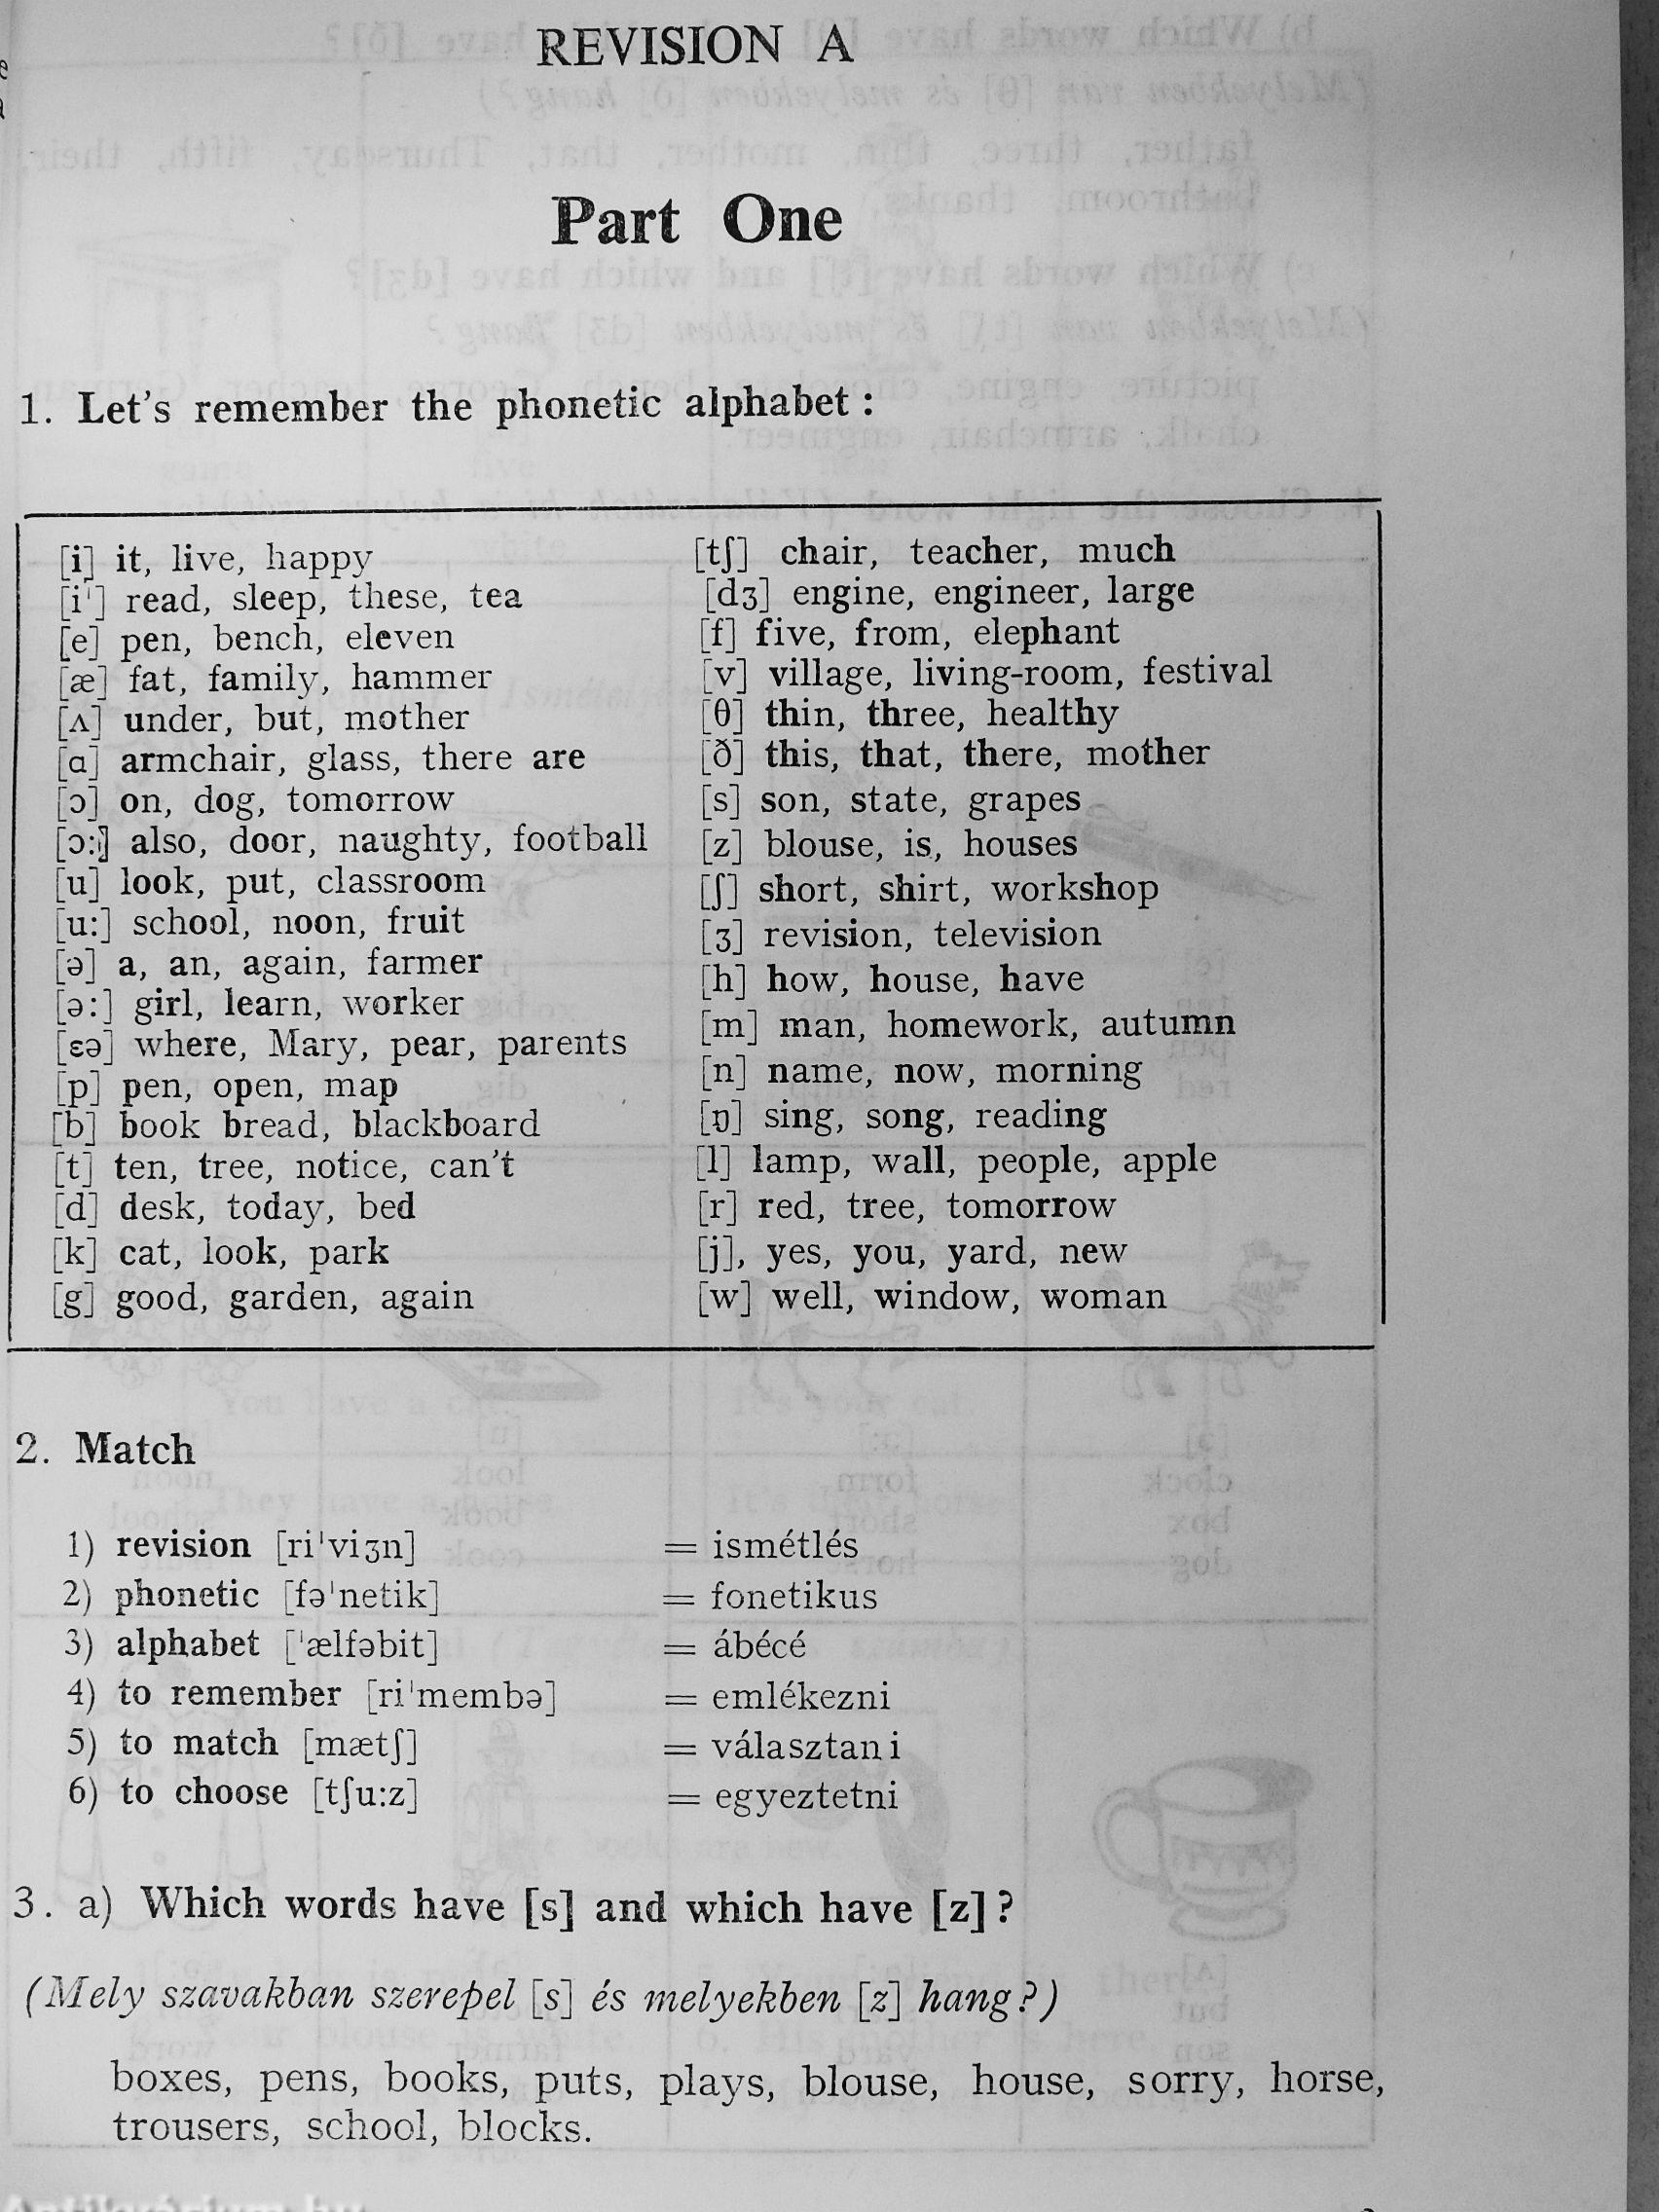 REVISION A
Part One
1. Let's remember the phonetic alphabet :
[i] it, live, happy
[iˈ] read, sleep, these, tea
[e] pen, bench, eleven
[æ] fat, family, hammer
[ʌ] under, but, mother
[ɑ] armchair, glass, there are
[ɔ] on, dog, tomorrow
[ɔ:] also, door, naughty, football
[u] look, put, classroom
[u:] school, noon, fruit
[ə] a, an, again, farmer
[ə:] girl, learn, worker
[ɛə] where, Mary, pear, parents
[p] pen, open, map
[b] book bread, blackboard
[t] ten, tree, notice, can't
[d] desk, today, bed
[k] cat, look, park
[g] good, garden, again
[tʃ] chair, teacher, much
[dʒ] engine, engineer, large
[f] five, from, elephant
[v] village, living-room, festival
[θ] thin, three, healthy
[ð] this, that, there, mother
[s] son, state, grapes
[z] blouse, is, houses
[ʃ] short, shirt, workshop
[ʒ] revision, television
[h] how, house, have
[m] man, homework, autumn
[n] name, now, morning
[ŋ] sing, song, reading
[l] lamp, wall, people, apple
[r] red, tree, tomorrow
[j], yes, you, yard, new
[w] well, window, woman
2. Match
1) revision [riˈviʒn] = ismétlés
2) phonetic [fəˈnetik] = fonetikus
3) alphabet [ˈælfəbit] = ábécé
4) to remember [riˈmembə] = emlékezni
5) to match [mætʃ] = választani
6) to choose [tʃu:z] = egyeztetni
3. a) Which words have [s] and which have [z] ?
(Mely szavakban szerepel [s] és melyekben [z] hang?)
boxes, pens, books, puts, plays, blouse, house, sorry, horse,
trousers, school, blocks.